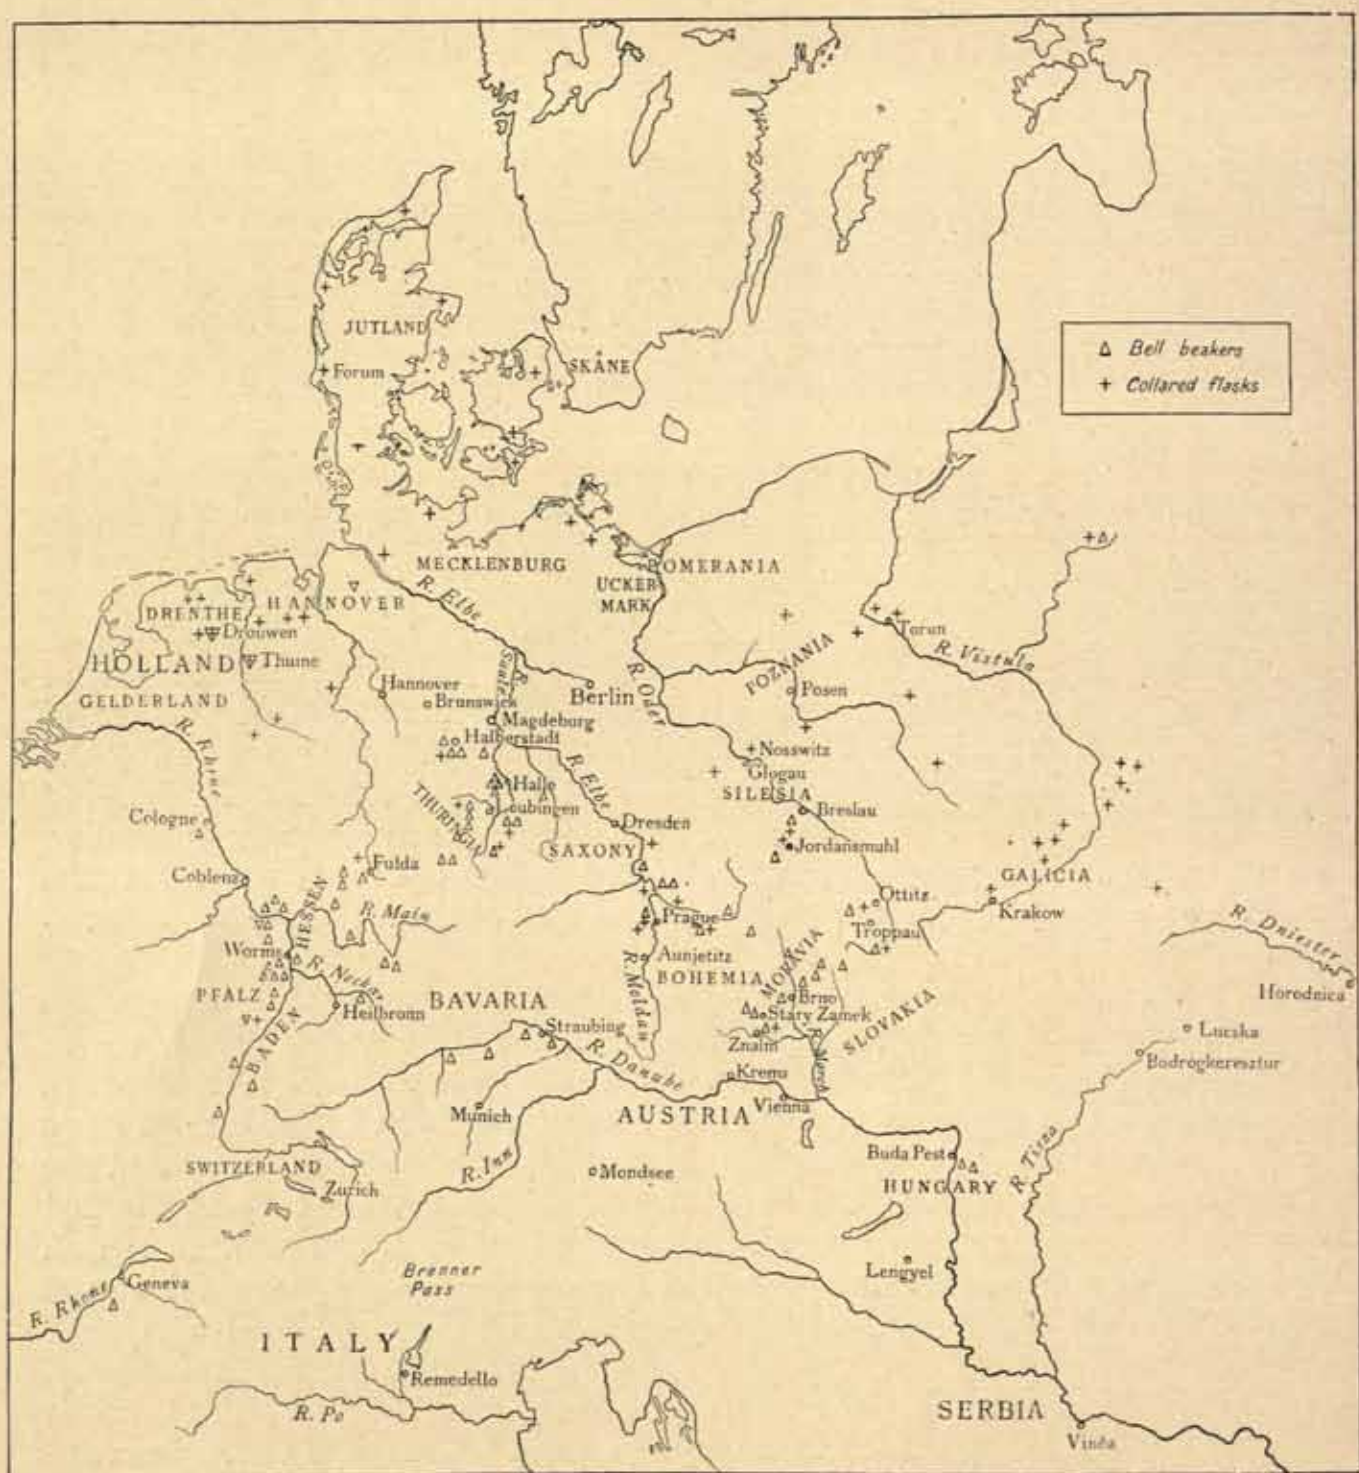 JUTLAND
SKÅNE
Forum
Bell beakers
Collared flasks
MECKLENBURG
POMERANIA
UCKER
MARK
R. Elbe
DRENTHE
HANNOVER
Drouwen
Torun
HOLLAND
Thuine
R. Vistula
POZNANIA
GELDERLAND
Hannover
Berlin
R. Oder
Posen
Brunswick
R. Saale
Magdeburg
R. Rhine
Halberstadt
Nosswitz
Glogau
R. Elbe
Halle
SILESIA
THURINGIA
Loubingen
Breslau
Cologne
Dresden
SAXONY
Jordansmuhl
Fulda
Coblenz
GALICIA
Ottitz
HESSEN
R. Main
Prague
Krakow
Troppau
R. Dniester
Worms
Aunjetitz
R. Neckar
BOHEMIA
MORAVIA
R. Moldau
PFALZ
BAVARIA
Brno
Horodnica
Heilbronn
Stary Zamek
SLOVAKIA
BADEN
Straubing
Znaim
R. March
Lucska
R. Danube
Bodrogkeresztur
Krems
Munich
AUSTRIA
Vienna
R. Inn
Buda Pest
R. Tisza
SWITZERLAND
Mondsee
HUNGARY
Zurich
Brenner
Pass
Lengyel
Geneva
R. Rhone
ITALY
Remedello
R. Po
SERBIA
Vinča